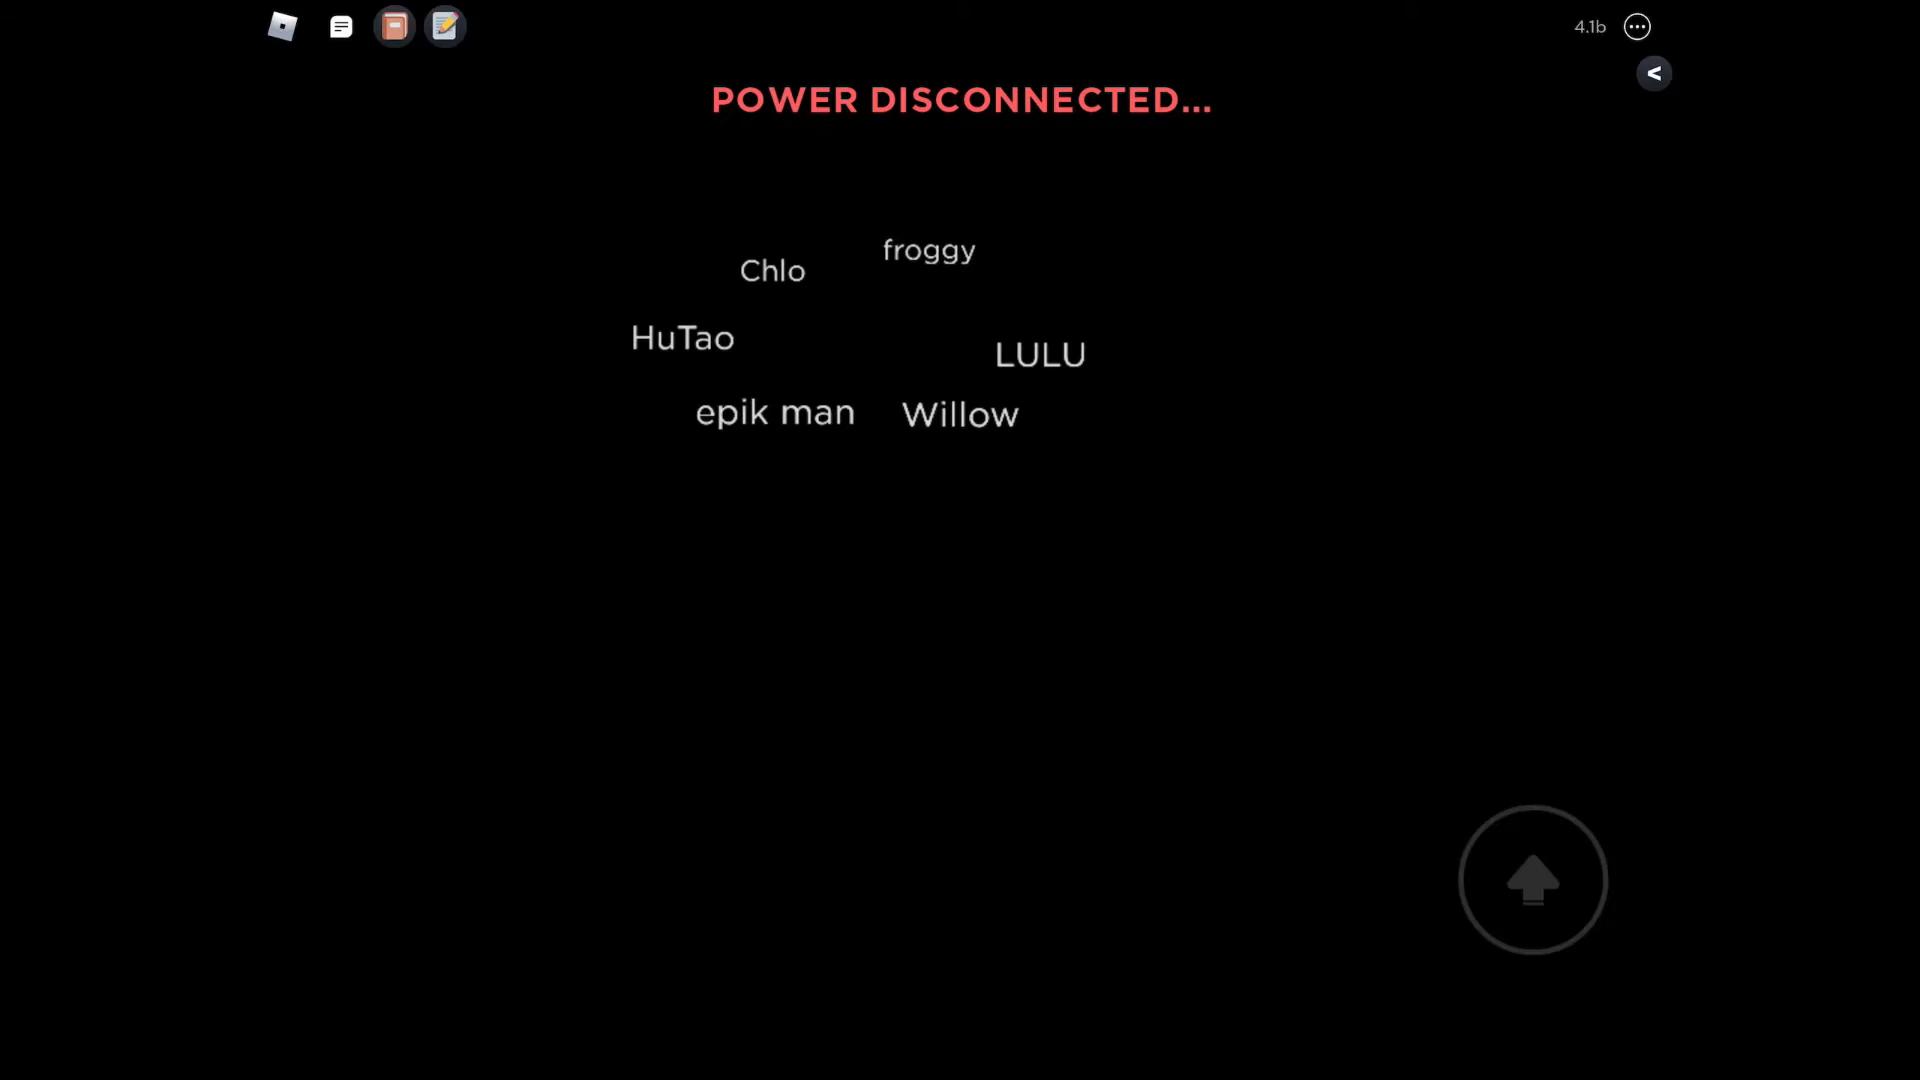 4.1b
<
POWER DISCONNECTED...
froggy
Chlo
HuTao
LULU
epik man
Willow